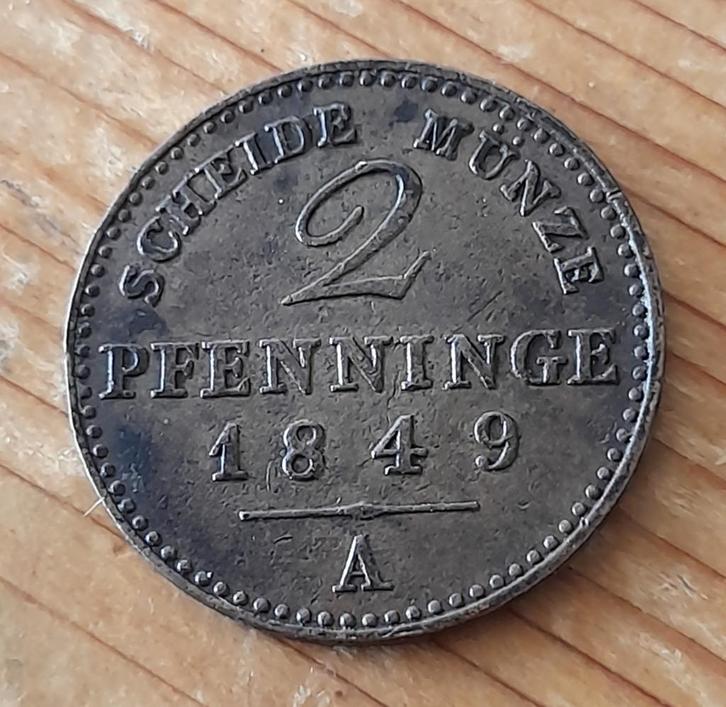 SCHEIDE MÜNZE
2
PFENNINGE
1849
A